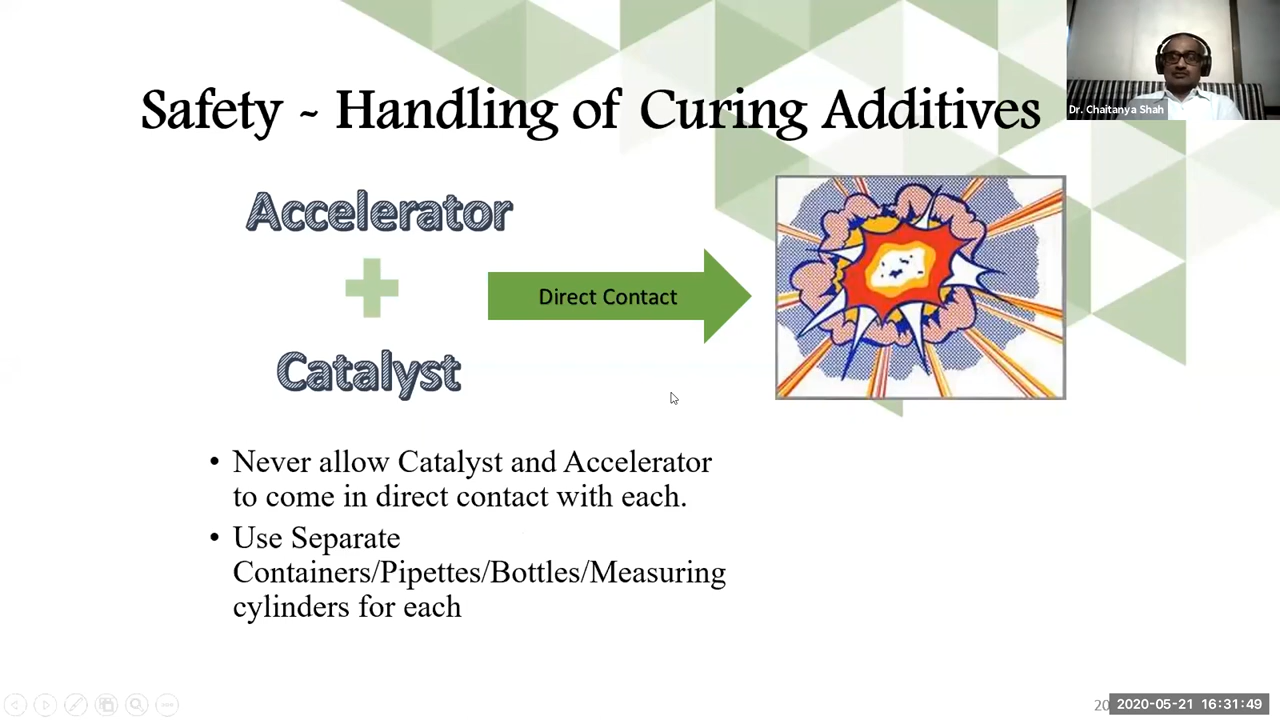 Safety ~ Handling of Curing Additives
Dr. Chaitanya Shah
Accelerator
+
Direct Contact
Catalyst
• Never allow Catalyst and Accelerator
to come in direct contact with each.
• Use Separate
Containers/Pipettes/Bottles/Measuring
cylinders for each
2020-05-21 16:31:49